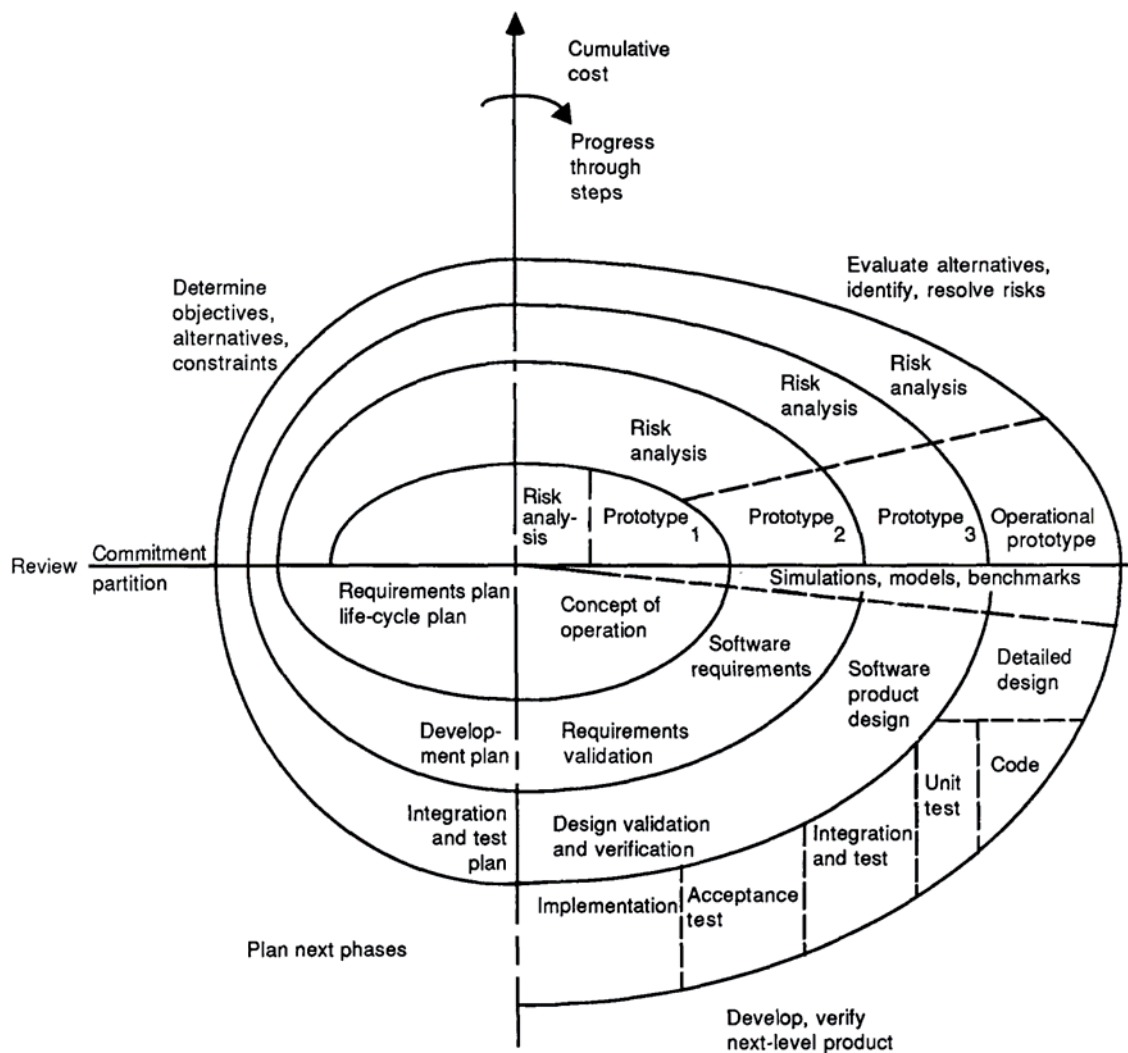 Cumulative
cost
Progress
through
steps
Evaluate alternatives,
identify, resolve risks
Determine
objectives,
alternatives,
constraints
Risk
analysis
Risk
analysis
Risk
analysis
Risk
analy-
sis
Prototype 1
Prototype 2
Prototype 3
Operational
prototype
Review
Commitment
partition
Simulations, models, benchmarks
Requirements plan
life-cycle plan
Concept of
operation
Software
requirements
Software
product
design
Detailed
design
Develop-
ment plan
Requirements
validation
Code
Unit
test
Integration
and test
plan
Design validation
and verification
Integration
and test
Acceptance
test
Implementation
Plan next phases
Develop, verify
next-level product